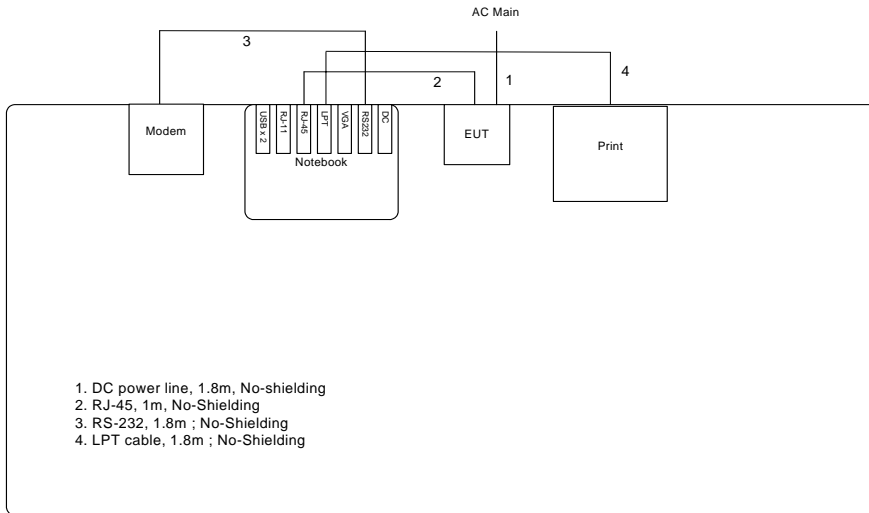 AC Main
3
2
1
4
Modem
USB x 2
RJ-11
RJ-45
LPT
VGA
RS232
DC
Notebook
EUT
Print
1. DC power line, 1.8m, No-shielding
2. RJ-45, 1m, No-Shielding
3. RS-232, 1.8m ; No-Shielding
4. LPT cable, 1.8m ; No-Shielding